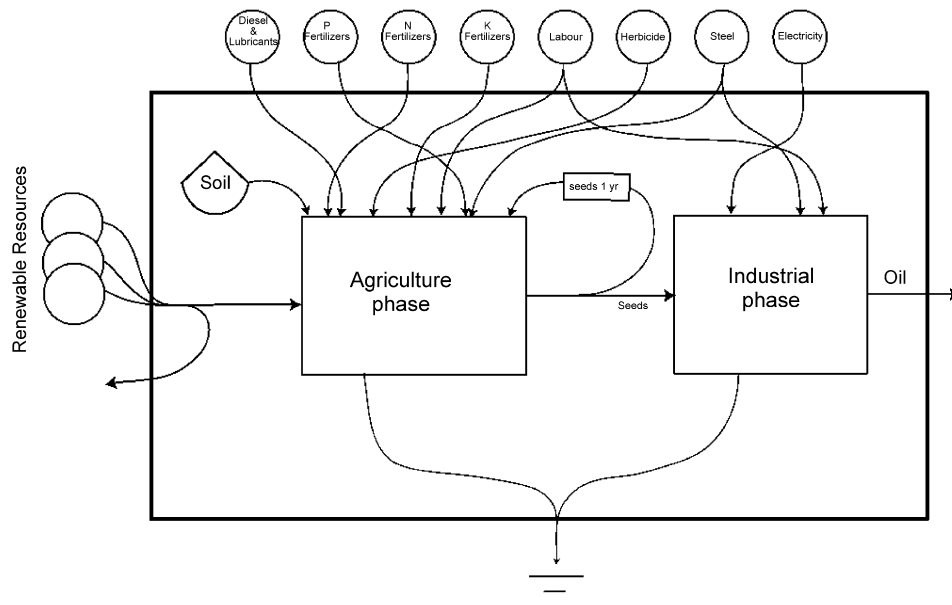 Diesel
&
Lubricants
P
Fertilizers
N
Fertilizers
K
Fertilizers
Labour
Herbicide
Steel
Electricity
Renewable Resources
Soil
seeds 1 yr
Agriculture
phase
Seeds
Industrial
phase
Oil